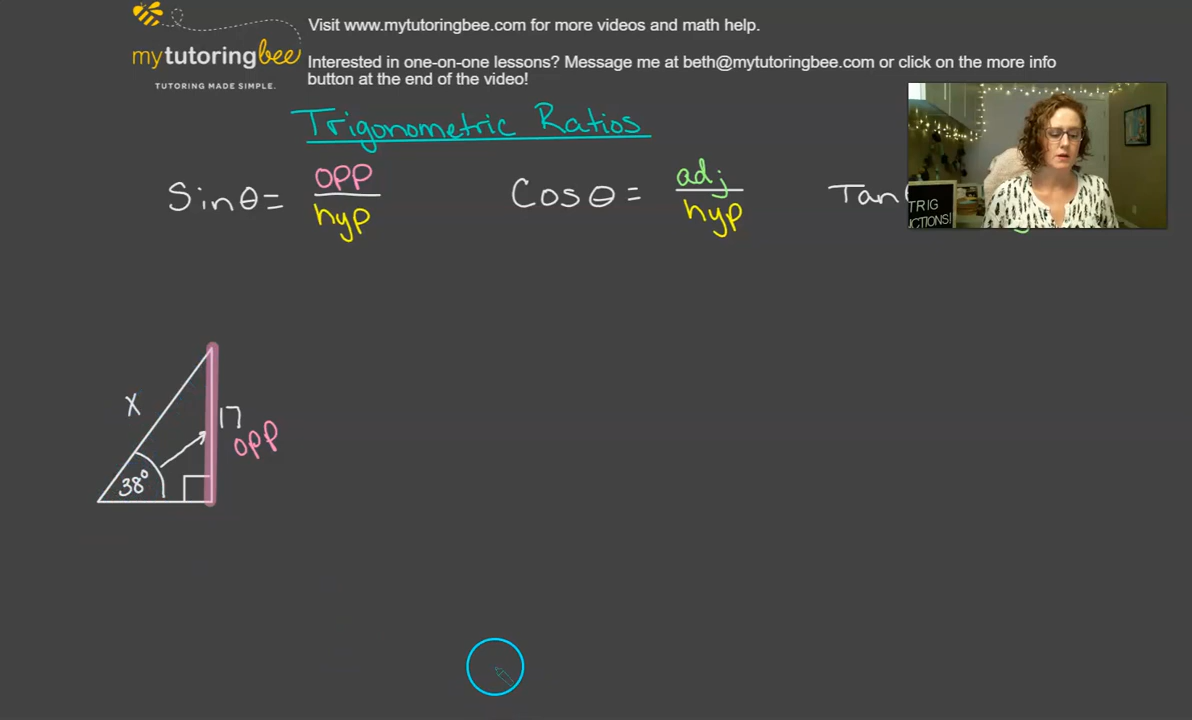 Visit www.mytutoringbee.com for more videos and math help.
mytutoringbee
TUTORING MADE SIMPLE.
Interested in one-on-one lessons? Message me at beth@mytutoringbee.com or click on the more info
button at the end of the video!
Trigonometric Ratios
Sinθ= opp/hyp
Cosθ= adj/hyp
Tan
TRIG
UCTIONS!
X
17
opp
38°